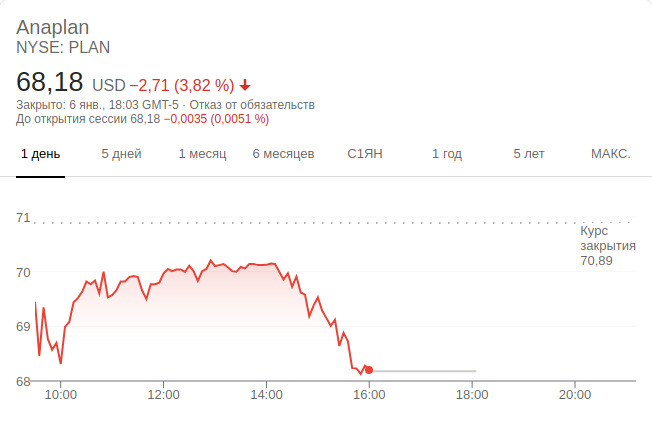 Anaplan
NYSE: PLAN
68,18 USD −2,71 (3,82 %)
Закрыто: 6 янв., 18:03 GMT-5 · Отказ от обязательств
До открытия сессии 68,18 −0,0035 (0,0051 %)
1 день 5 дней 1 месяц 6 месяцев С1ЯН 1 год 5 лет МАКС.
71
Курс
закрытия
70,89
70
69
68
10:00 12:00 14:00 16:00 18:00 20:00